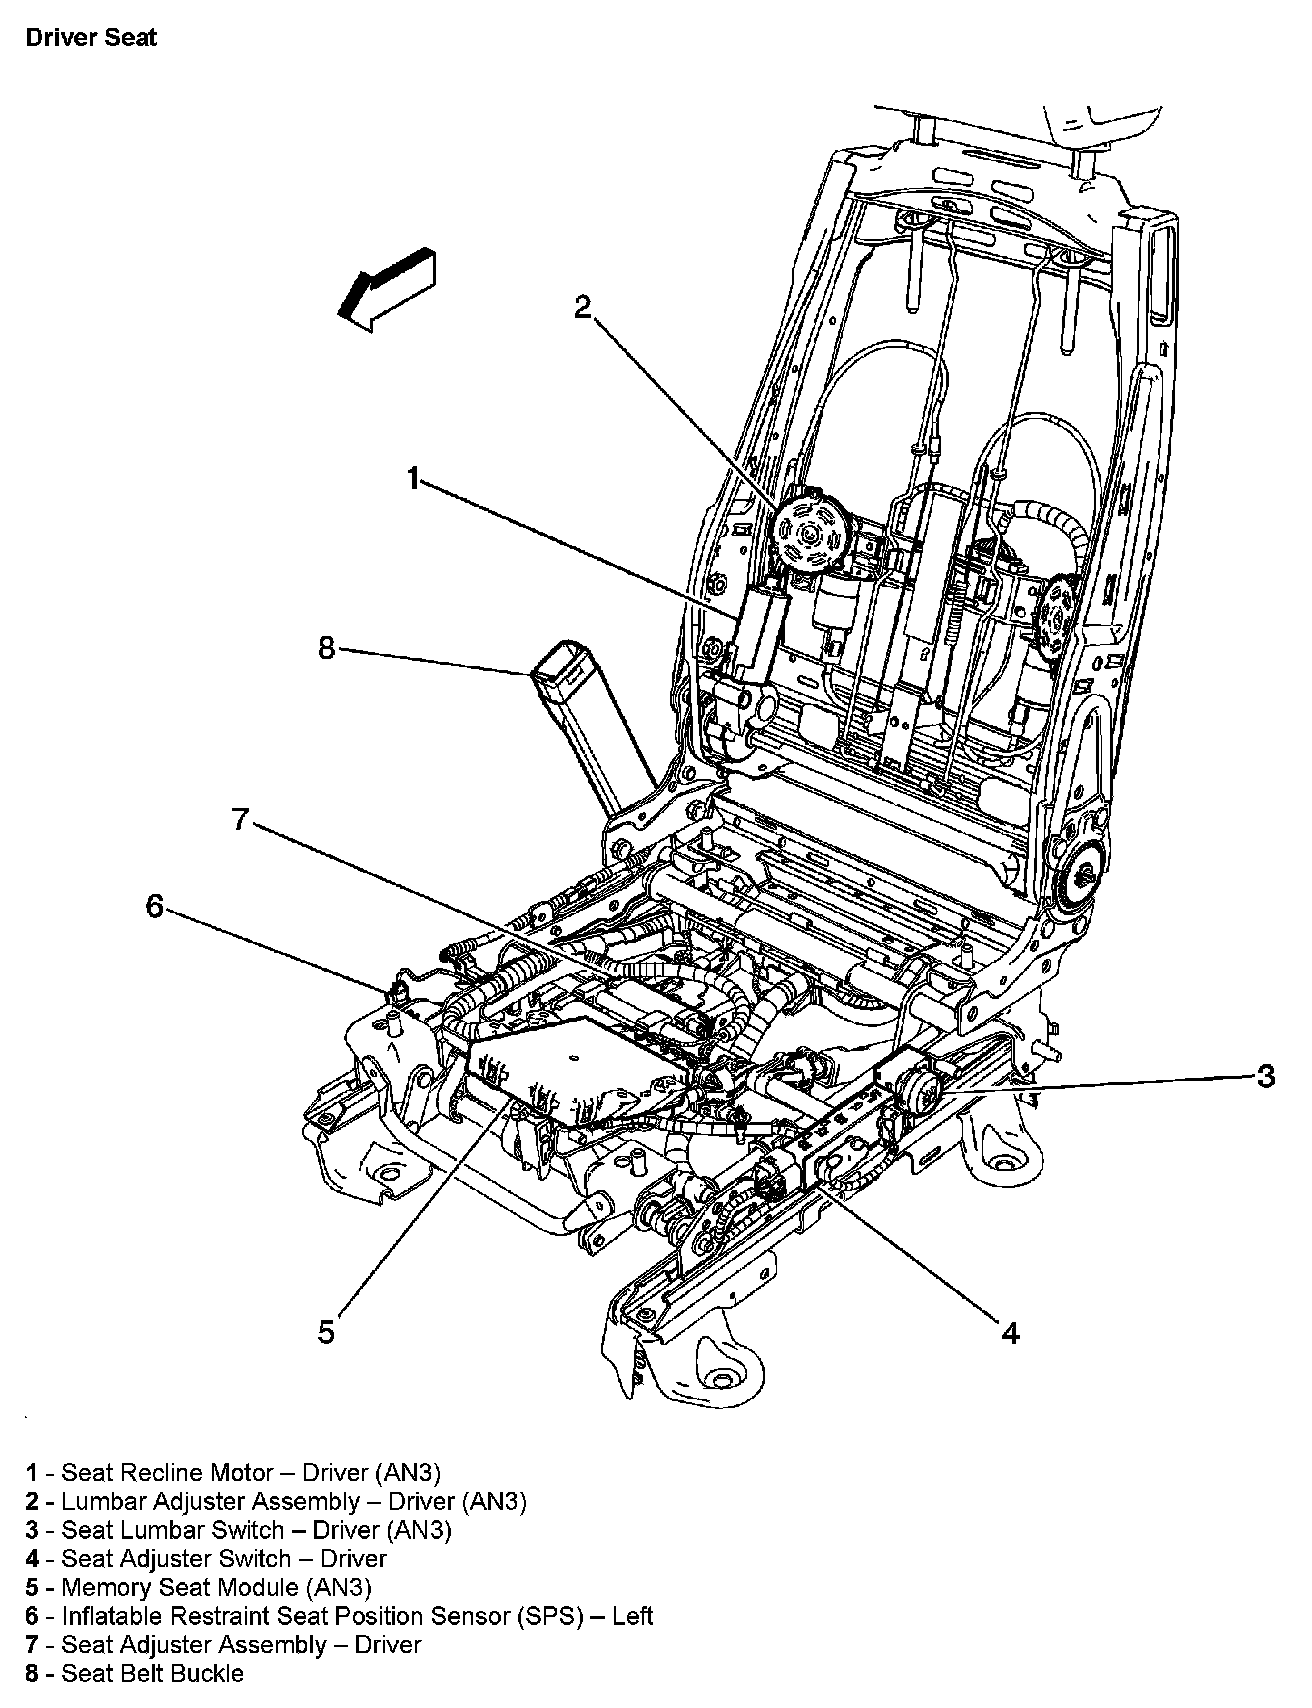 Driver Seat
2
1
8
7
6
3
5
4
1 - Seat Recline Motor – Driver (AN3)
2 - Lumbar Adjuster Assembly – Driver (AN3)
3 - Seat Lumbar Switch – Driver (AN3)
4 - Seat Adjuster Switch – Driver
5 - Memory Seat Module (AN3)
6 - Inflatable Restraint Seat Position Sensor (SPS) – Left
7 - Seat Adjuster Assembly – Driver
8 - Seat Belt Buckle